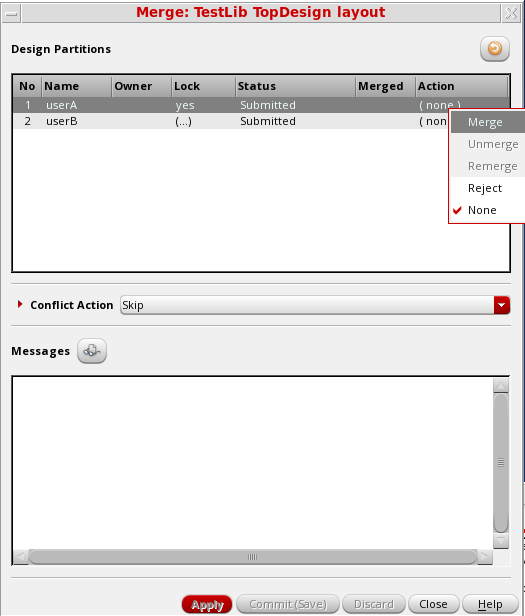 Merge: TestLib TopDesign layout
Design Partitions
No Name Owner Lock Status Merged Action
1 userA yes Submitted ( none )
2 userB (...) Submitted ( non
Merge
Unmerge
Remerge
Reject
None
Conflict Action Skip
Messages
Apply Commit (Save) Discard Close Help